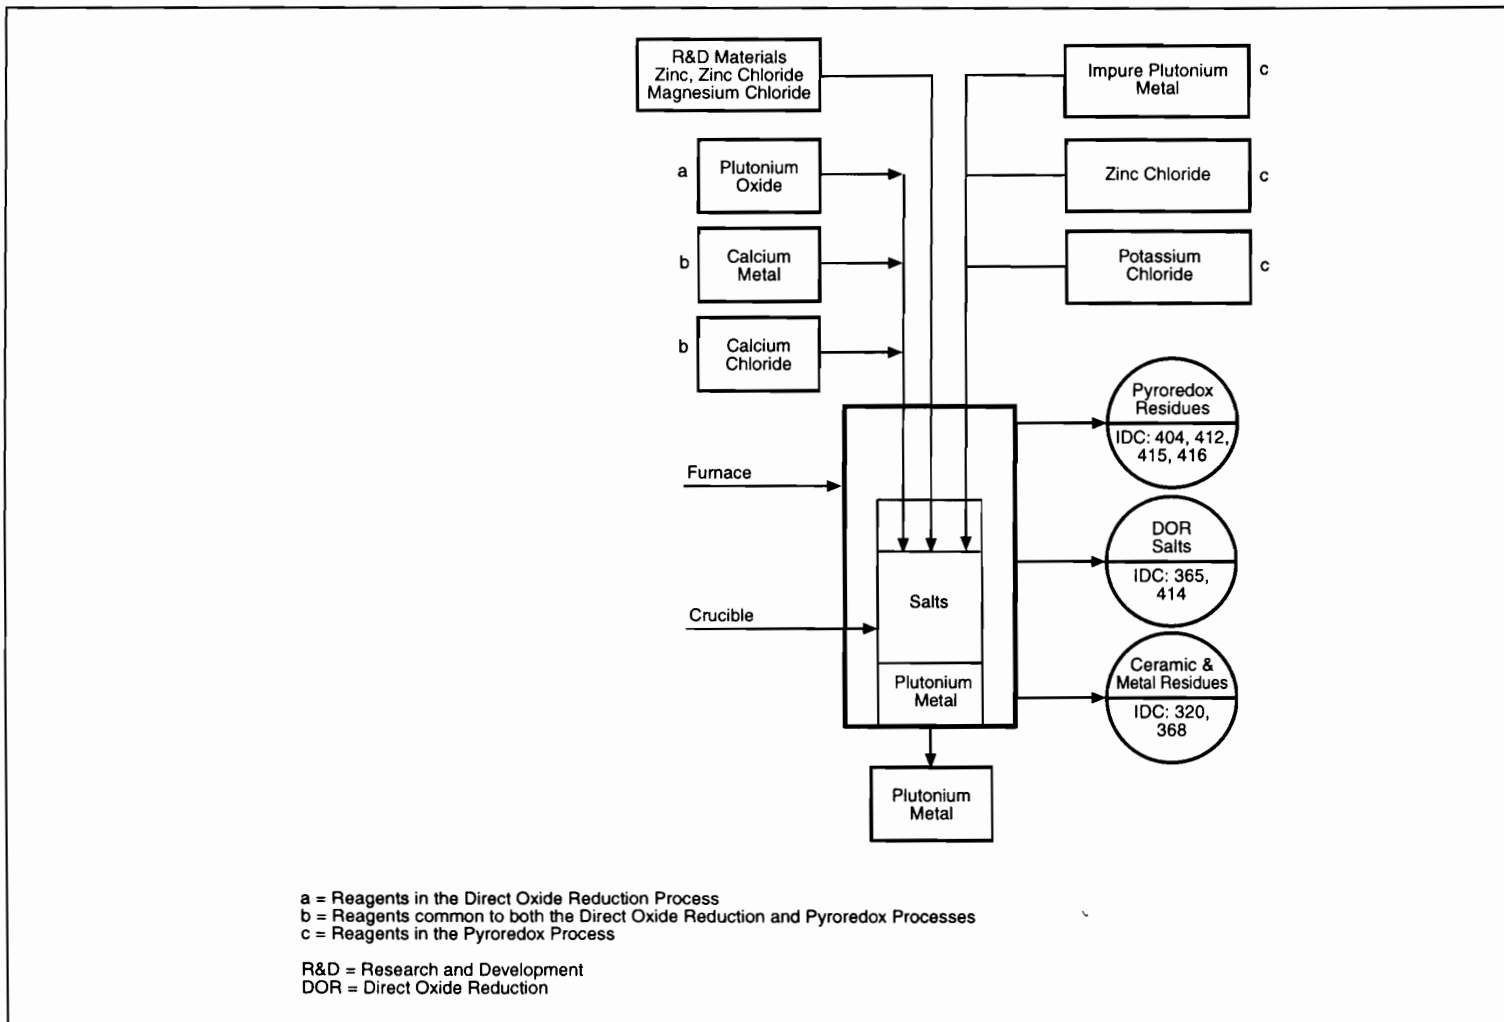 R&D Materials
Zinc, Zinc Chloride
Magnesium Chloride
Impure Plutonium
Metal
c
a
Plutonium
Oxide
Zinc Chloride
c
b
Calcium
Metal
Potassium
Chloride
c
b
Calcium
Chloride
Pyroredox
Residues
IDC: 404, 412,
415, 416
Furnace
DOR
Salts
IDC: 365,
414
Salts
Crucible
Ceramic &
Metal Residues
IDC: 320,
368
Plutonium
Metal
Plutonium
Metal
a = Reagents in the Direct Oxide Reduction Process
b = Reagents common to both the Direct Oxide Reduction and Pyroredox Processes
c = Reagents in the Pyroredox Process
R&D = Research and Development
DOR = Direct Oxide Reduction